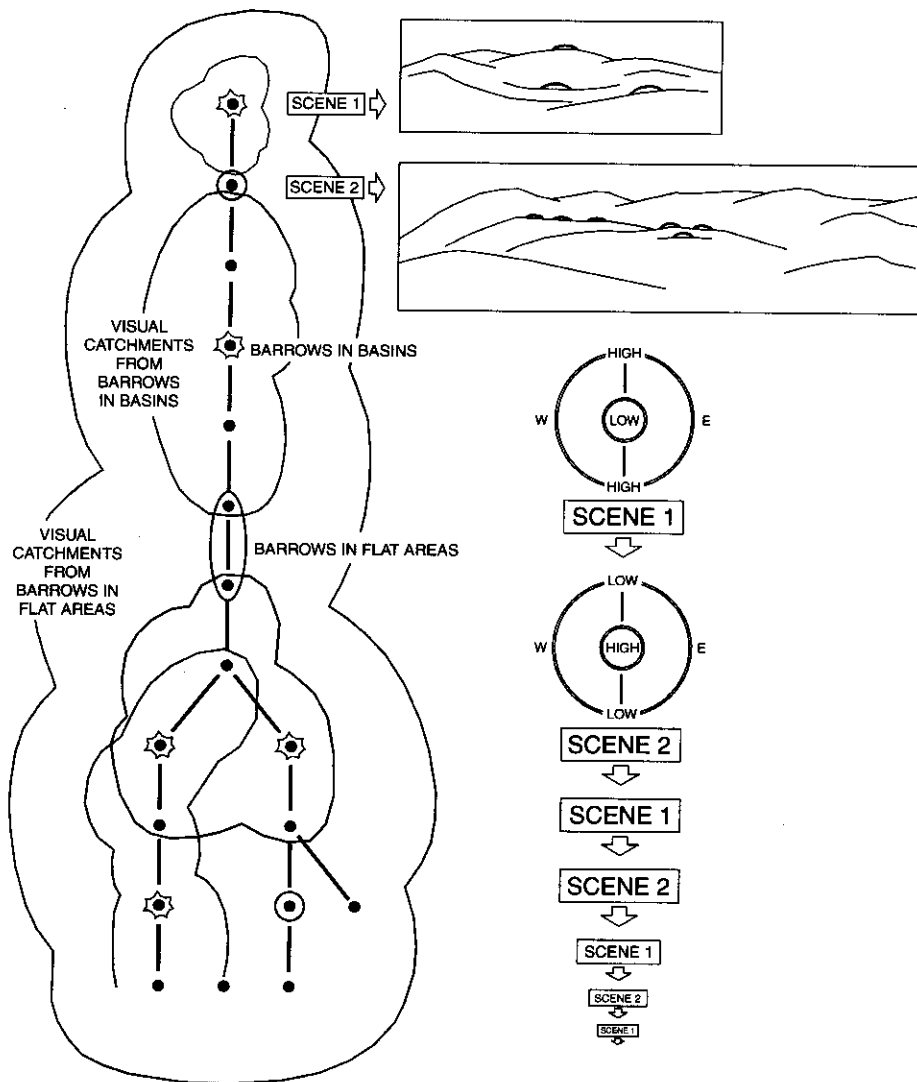 SCENE 1
SCENE 2
VISUAL
CATCHMENTS
FROM
BARROWS
IN BASINS
BARROWS IN BASINS
VISUAL
CATCHMENTS
FROM
BARROWS IN
FLAT AREAS
BARROWS IN FLAT AREAS
HIGH
W
LOW
E
HIGH
SCENE 1
LOW
W
HIGH
E
LOW
SCENE 2
SCENE 1
SCENE 2
SCENE 1
SCENE 2
SCENE 1